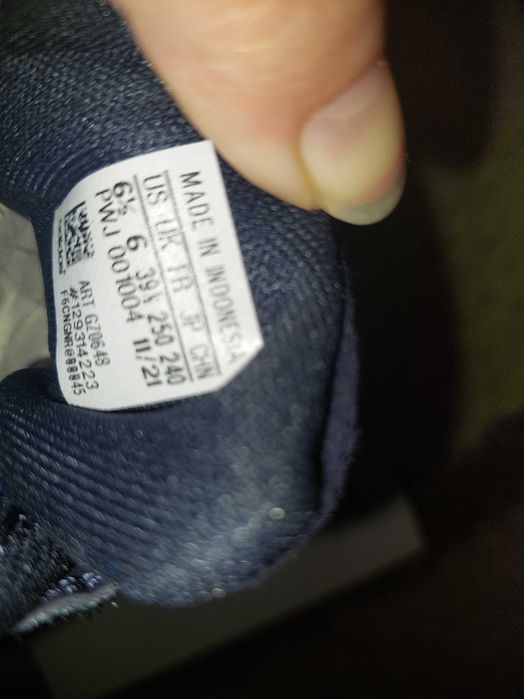 MADE IN INDONESIA
US UK FR JP CHN
6½ 6 39⅓ 250 240
PWJ 001004 11/21
ART GZ0648
#129314223